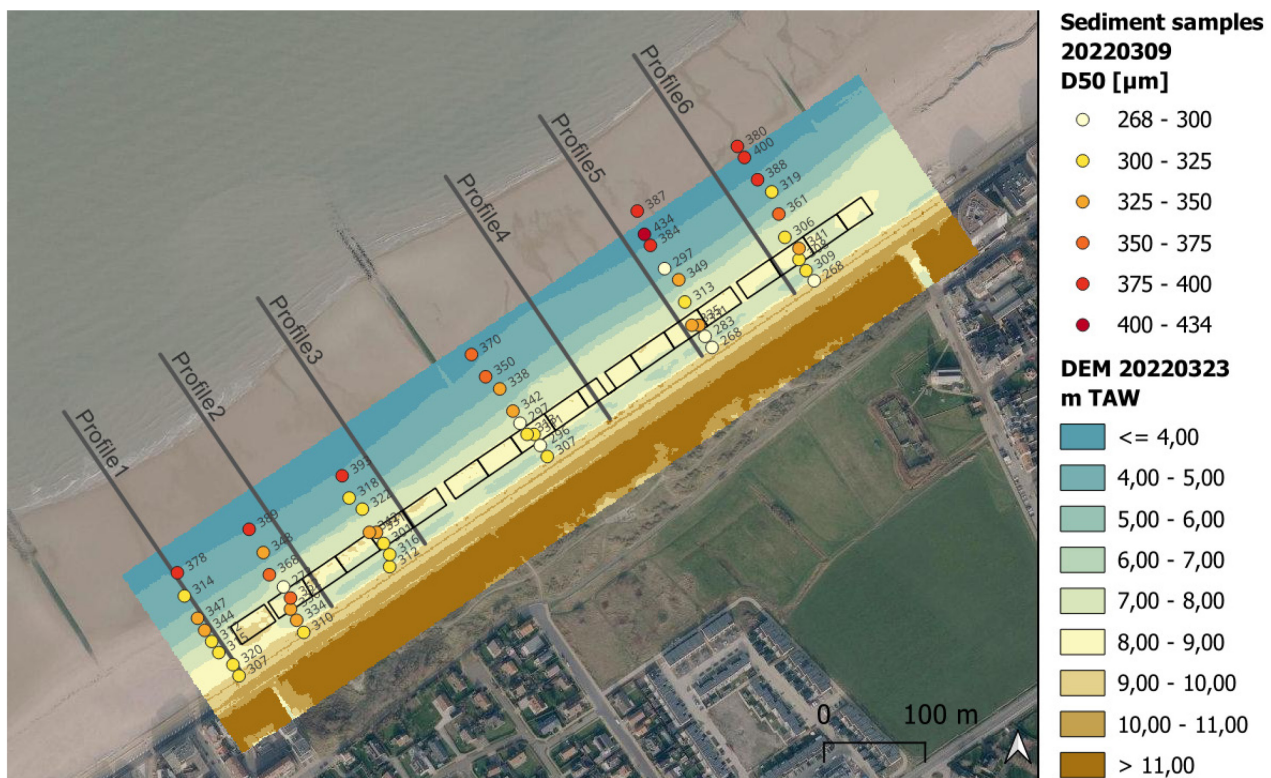 Sediment samples
20220309
D50 [µm]
268 - 300
300 - 325
325 - 350
350 - 375
375 - 400
400 - 434
DEM 20220323
m TAW
<= 4,00
4,00 - 5,00
5,00 - 6,00
6,00 - 7,00
7,00 - 8,00
8,00 - 9,00
9,00 - 10,00
10,00 - 11,00
> 11,00
Profile1
378
314
347
344
315
320
307
Profile2
389
348
368
334
310
Profile3
318
322
316
312
Profile4
370
350
338
342
297
296
307
Profile5
387
434
384
297
349
313
283
268
Profile6
380
400
388
319
361
306
341
309
268
0 100 m